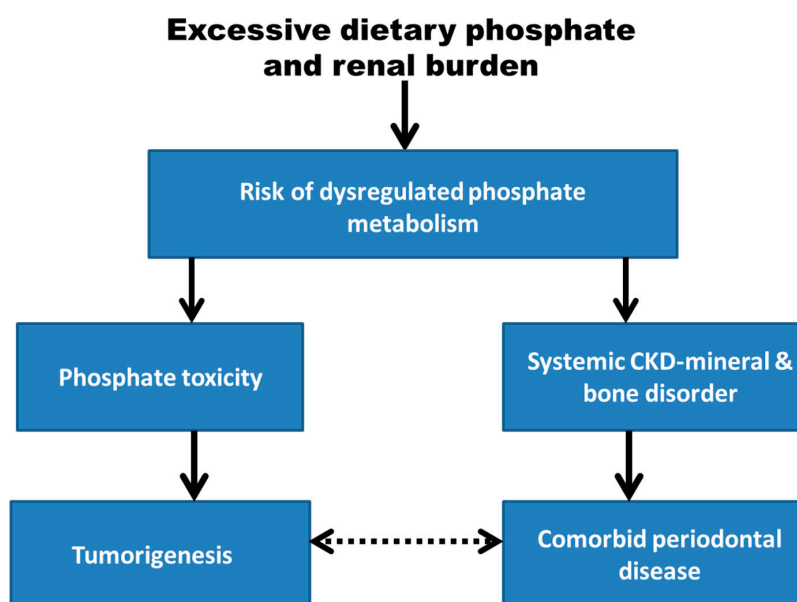 Excessive dietary phosphate
and renal burden
Risk of dysregulated phosphate
metabolism
Phosphate toxicity
Systemic CKD-mineral &
bone disorder
Tumorigenesis
Comorbid periodontal
disease